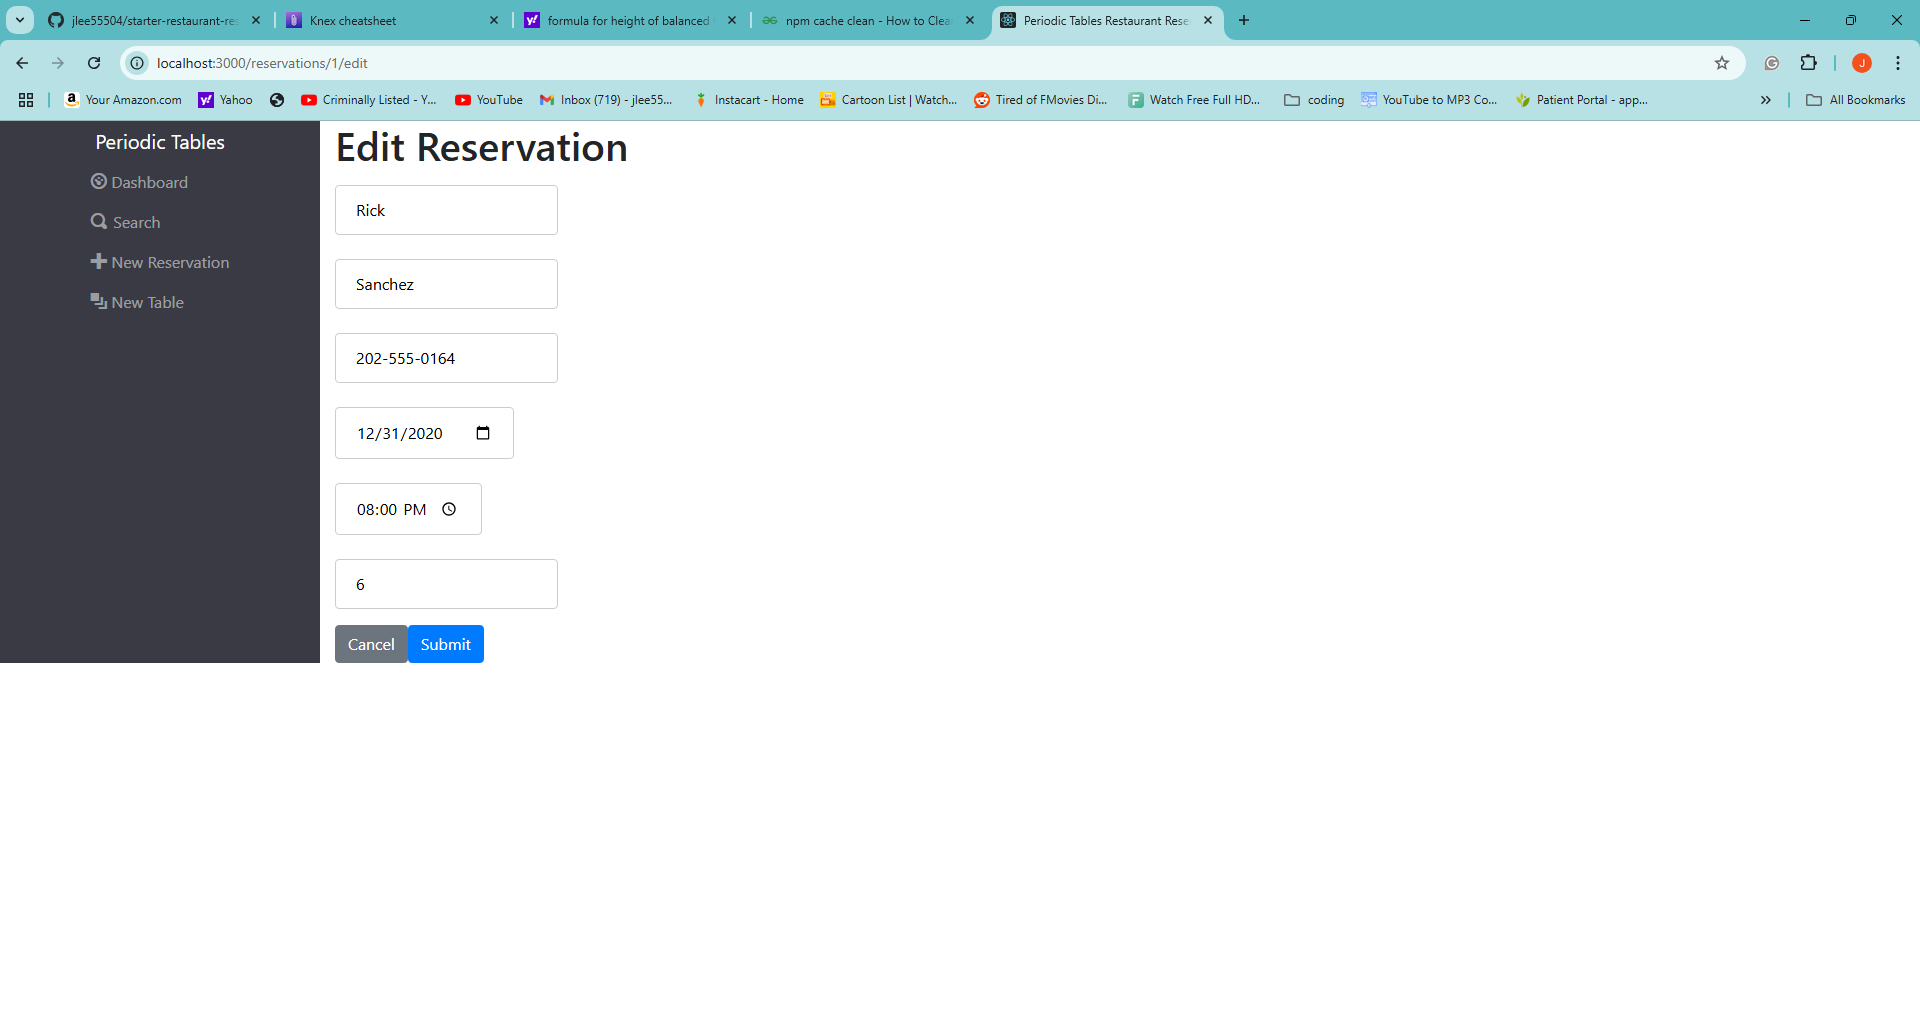 jlee55504/starter-restaurant-res
Knex cheatsheet
formula for height of balanced
npm cache clean - How to Clea
Periodic Tables Restaurant Rese
localhost:3000/reservations/1/edit
J
Your Amazon.com
Yahoo
Criminally Listed - Y...
YouTube
Inbox (719) - jlee55...
Instacart - Home
Cartoon List | Watch...
Tired of FMovies Di...
Watch Free Full HD...
coding
YouTube to MP3 Co...
Patient Portal - app...
All Bookmarks
Periodic Tables
Dashboard
Search
New Reservation
New Table
Edit Reservation
Rick
Sanchez
202-555-0164
12/31/2020
08:00 PM
6
Cancel
Submit